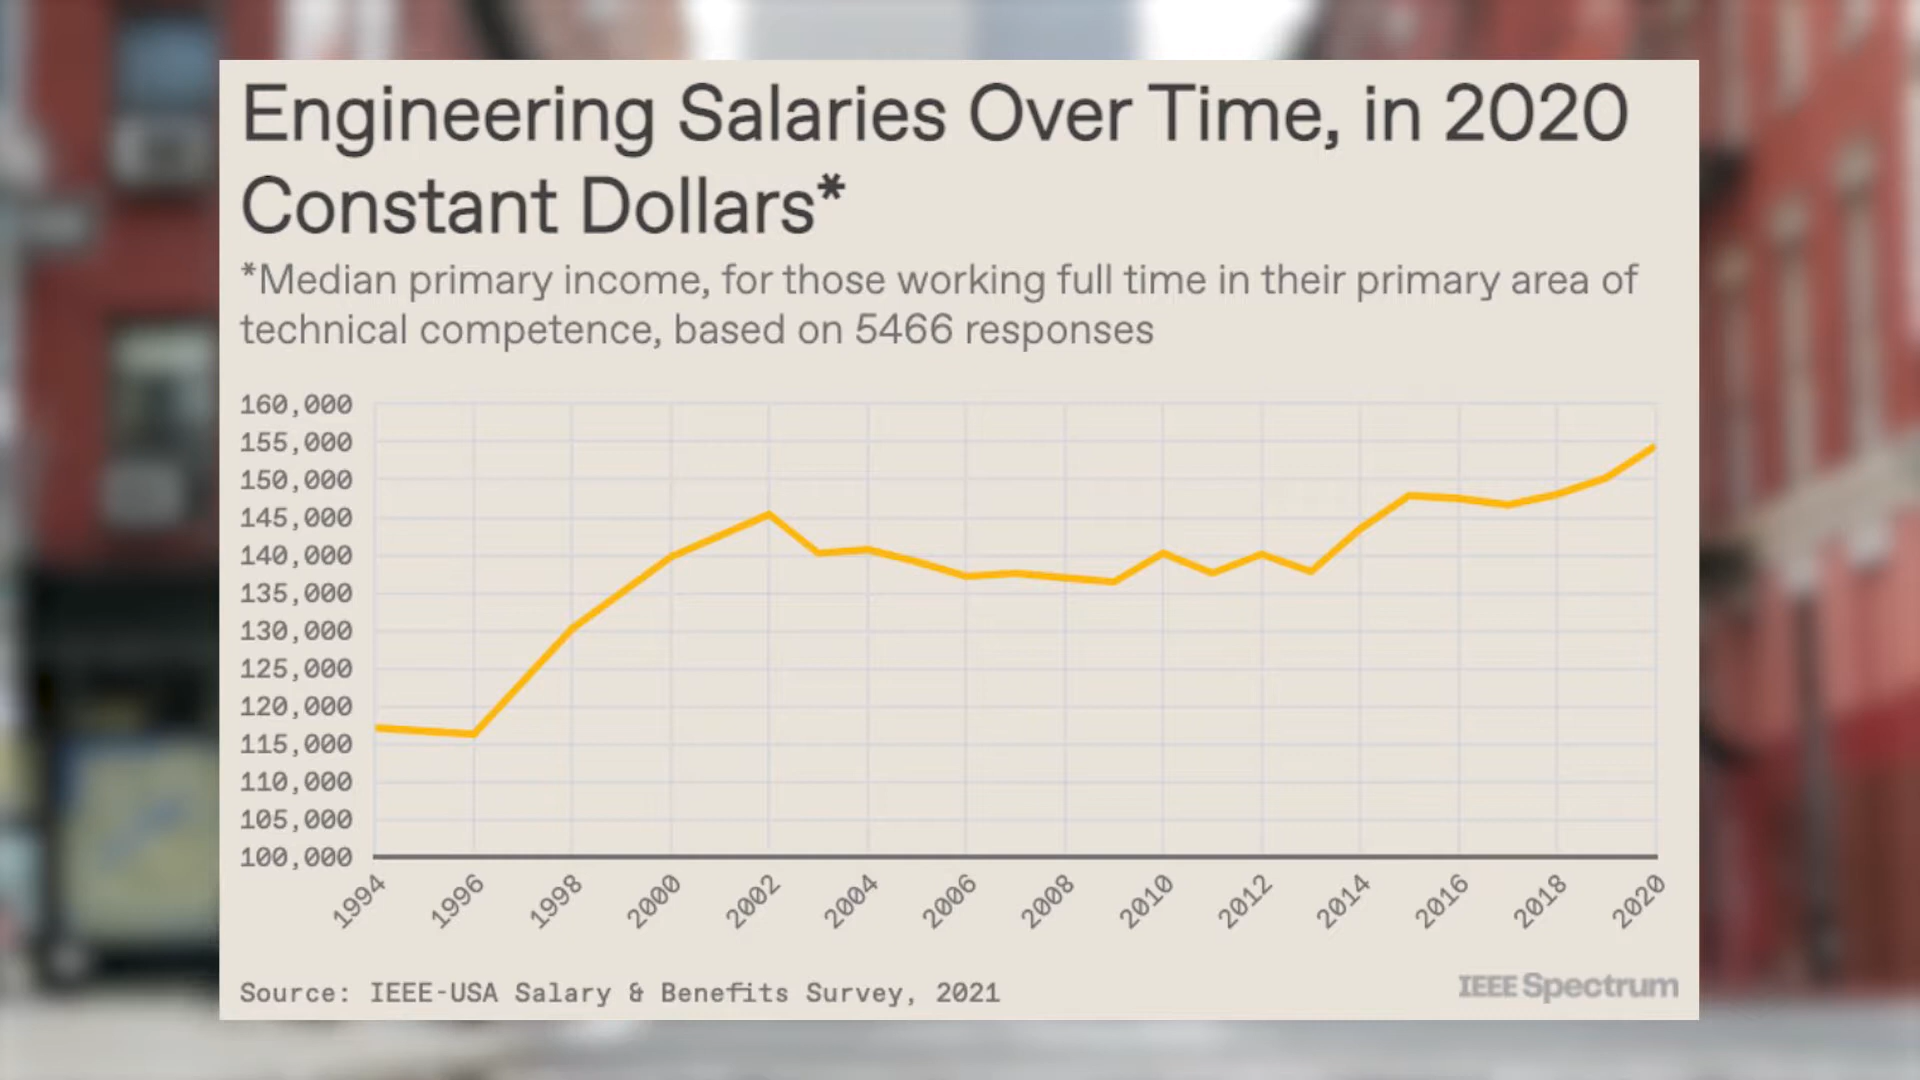 Engineering Salaries Over Time, in 2020
Constant Dollars*
*Median primary income, for those working full time in their primary area of
technical competence, based on 5466 responses
160,000
155,000
150,000
145,000
140,000
135,000
130,000
125,000
120,000
115,000
110,000
105,000
100,000
1994 1996 1998 2000 2002 2004 2006 2008 2010 2012 2014 2016 2018 2020
Source: IEEE-USA Salary & Benefits Survey, 2021
IEEE Spectrum